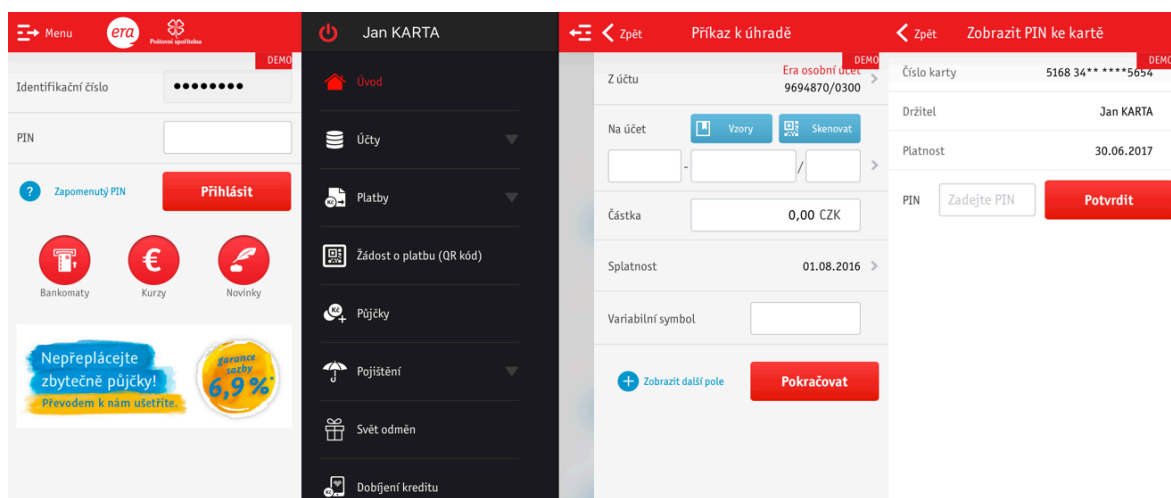 Menu
era
Poštovní spořitelna
DEMO
Identifikační číslo
PIN
? Zapomenutý PIN
Přihlásit
Bankomaty
€
Kurzy
Novinky
Nepřeplácejte
zbytečně půjčky!
Převodem k nám ušetříte.
garance
sazby
6,9 %*
Jan KARTA
Úvod
Účty
Kč
Platby
Žádost o platbu (QR kód)
Kč
Půjčky
Pojištění
Svět odměn
Kč
Dobíjení kreditu
Zpět
Příkaz k úhradě
DEMO
Z účtu
Era osobní účet
9694870/0300
Na účet
Vzory
Skenovat
- /
Částka
0,00 CZK
Splatnost
01.08.2016
Variabilní symbol
+ Zobrazit další pole
Pokračovat
Zpět
Zobrazit PIN ke kartě
DEMO
Číslo karty
5168 34** ****5654
Držitel
Jan KARTA
Platnost
30.06.2017
PIN
Zadejte PIN
Potvrdit